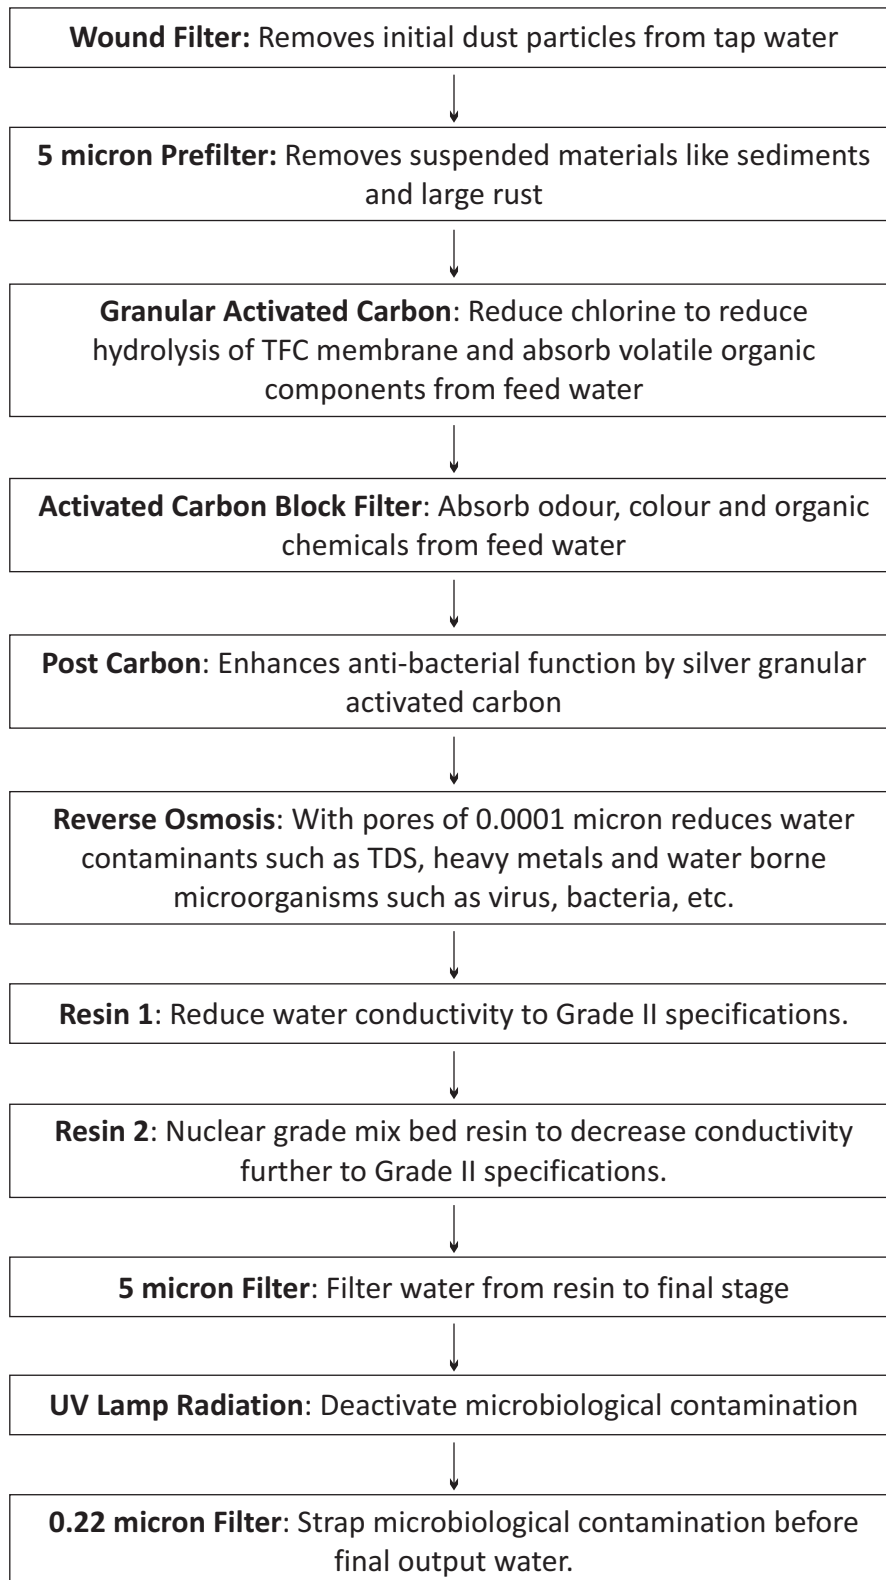 Wound Filter: Removes initial dust particles from tap water
5 micron Prefilter: Removes suspended materials like sediments
and large rust
Granular Activated Carbon: Reduce chlorine to reduce
hydrolysis of TFC membrane and absorb volatile organic
components from feed water
Activated Carbon Block Filter: Absorb odour, colour and organic
chemicals from feed water
Post Carbon: Enhances anti-bacterial function by silver granular
activated carbon
Reverse Osmosis: With pores of 0.0001 micron reduces water
contaminants such as TDS, heavy metals and water borne
microorganisms such as virus, bacteria, etc.
Resin 1: Reduce water conductivity to Grade II specifications.
Resin 2: Nuclear grade mix bed resin to decrease conductivity
further to Grade II specifications.
5 micron Filter: Filter water from resin to final stage
UV Lamp Radiation: Deactivate microbiological contamination
0.22 micron Filter: Strap microbiological contamination before
final output water.